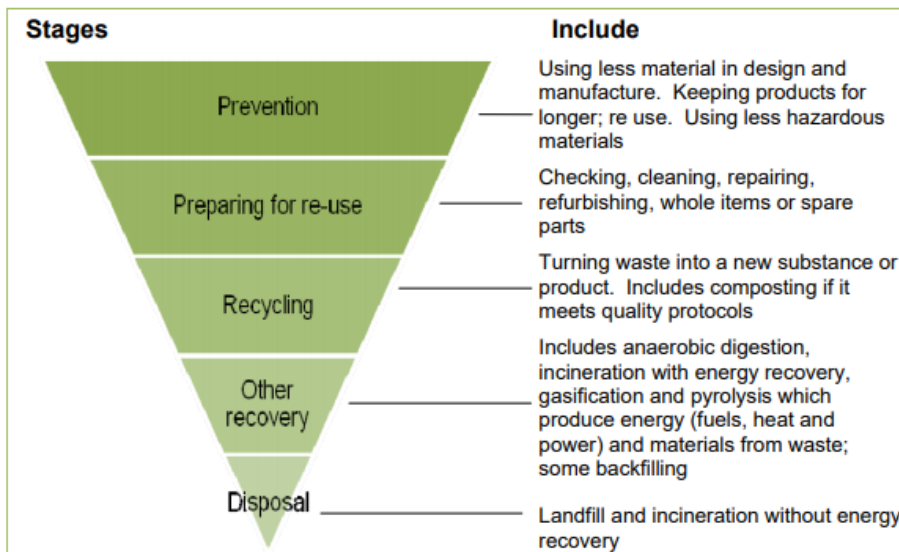 Stages
Include
Prevention
Using less material in design and
manufacture.  Keeping products for
longer; re use.  Using less hazardous
materials
Preparing for re-use
Checking, cleaning, repairing,
refurbishing, whole items or spare
parts
Recycling
Turning waste into a new substance or
product.  Includes composting if it
meets quality protocols
Other
recovery
Includes anaerobic digestion,
incineration with energy recovery,
gasification and pyrolysis which
produce energy (fuels, heat and
power) and materials from waste;
some backfilling
Disposal
Landfill and incineration without energy
recovery